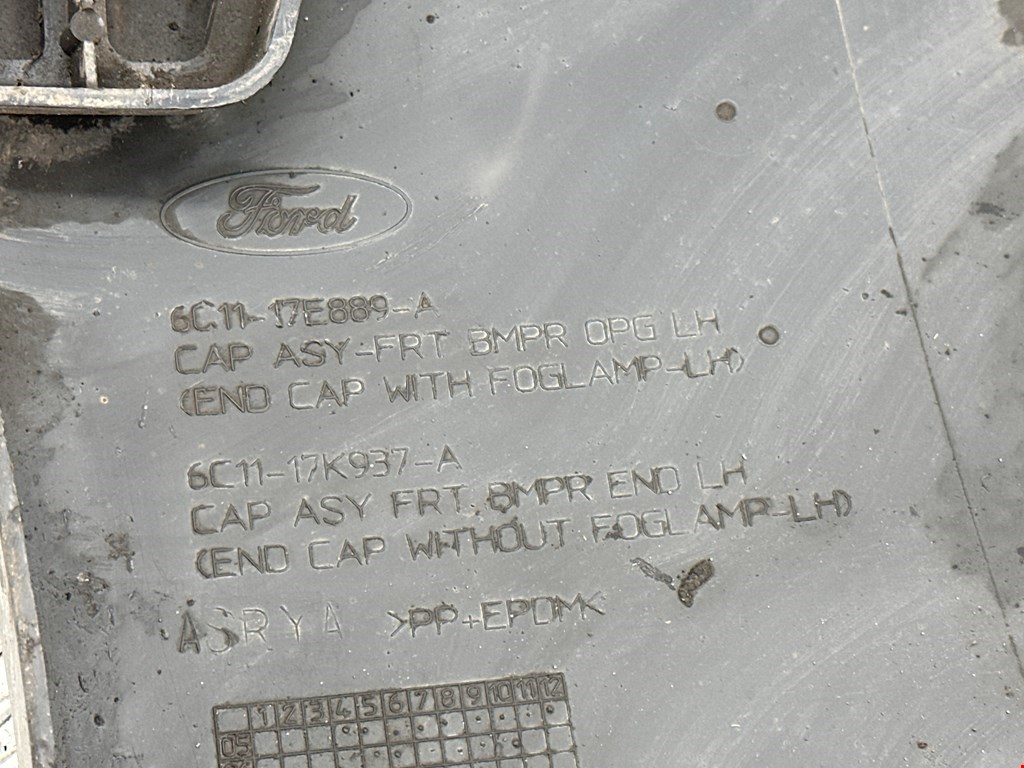 Ford
6C11-17E889-A
CAP ASY-FRT BMPR OPG LH
(END CAP WITH FOGLAMP-LH)
6C11-17K937-A
CAP ASY FRT. BMPR END LH
(END CAP WITHOUT FOGLAMP-LH)
ASRYA >PP+EPDM<
1 2 3 4 5 6 7 8 9 10 11 12
05